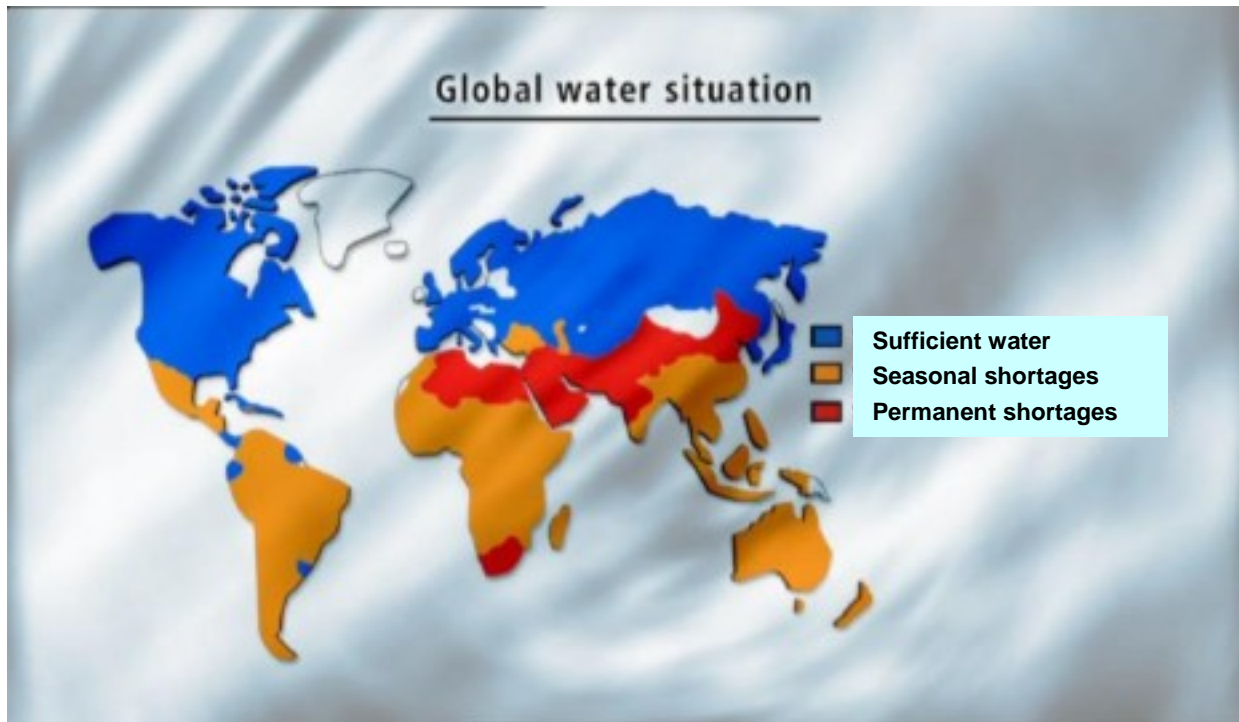 Global water situation
Sufficient water
Seasonal shortages
Permanent shortages